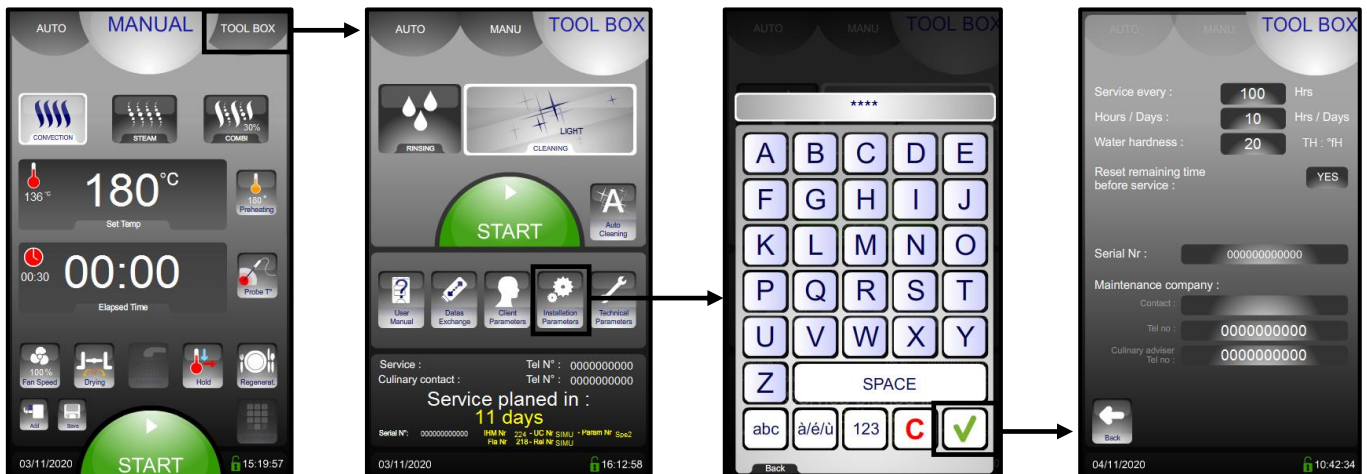 AUTO MANUAL TOOL BOX
CONVECTION STEAM 30% COMBI
136 °C 180°C 180° Preheating
Set Temp
00:30 00:00 Probe T°
Elapsed Time
100% Fan Speed Drying Hold Regenerat.
Add Save
03/11/2020 START 15:19:57
AUTO MANU TOOL BOX
RINSING LIGHT CLEANING
START A Auto Cleaning
? User Manual Datas Exchange Client Parameters Installation Parameters Technical Parameters
Service : Tel N° : 0000000000
Culinary contact : Tel N° : 0000000000
Service planed in :
11 days
Serial N°: 000000000000 IHM Nr 224 - UC Nr SIMU - Param Nr Spe2
Fla Nr 218 - Ral Nr SIMU
03/11/2020 16:12:58
AUTO MANU TOOL BOX
****
A B C D E
F G H I J
K L M N O
P Q R S T
U V W X Y
Z SPACE
abc à/é/ù 123 C
Back
AUTO MANU TOOL BOX
Service every : 100 Hrs
Hours / Days : 10 Hrs / Days
Water hardness : 20 TH : °fH
Reset remaining time
before service : YES
Serial Nr : 000000000000
Maintenance company :
Contact :
Tel no : 0000000000
Culinary adviser
Tel no : 0000000000
Back
04/11/2020 10:42:34